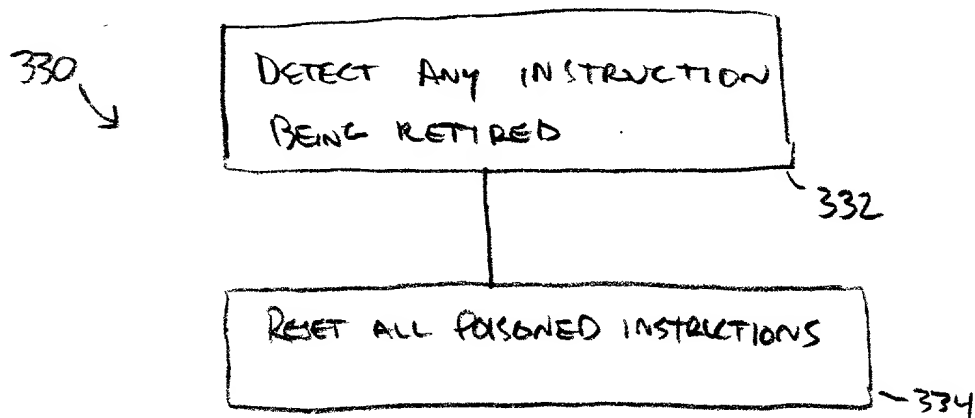 330
DETECT ANY INSTRUCTION
BEING RETIRED
332
RESET ALL POISONED INSTRUCTIONS
334